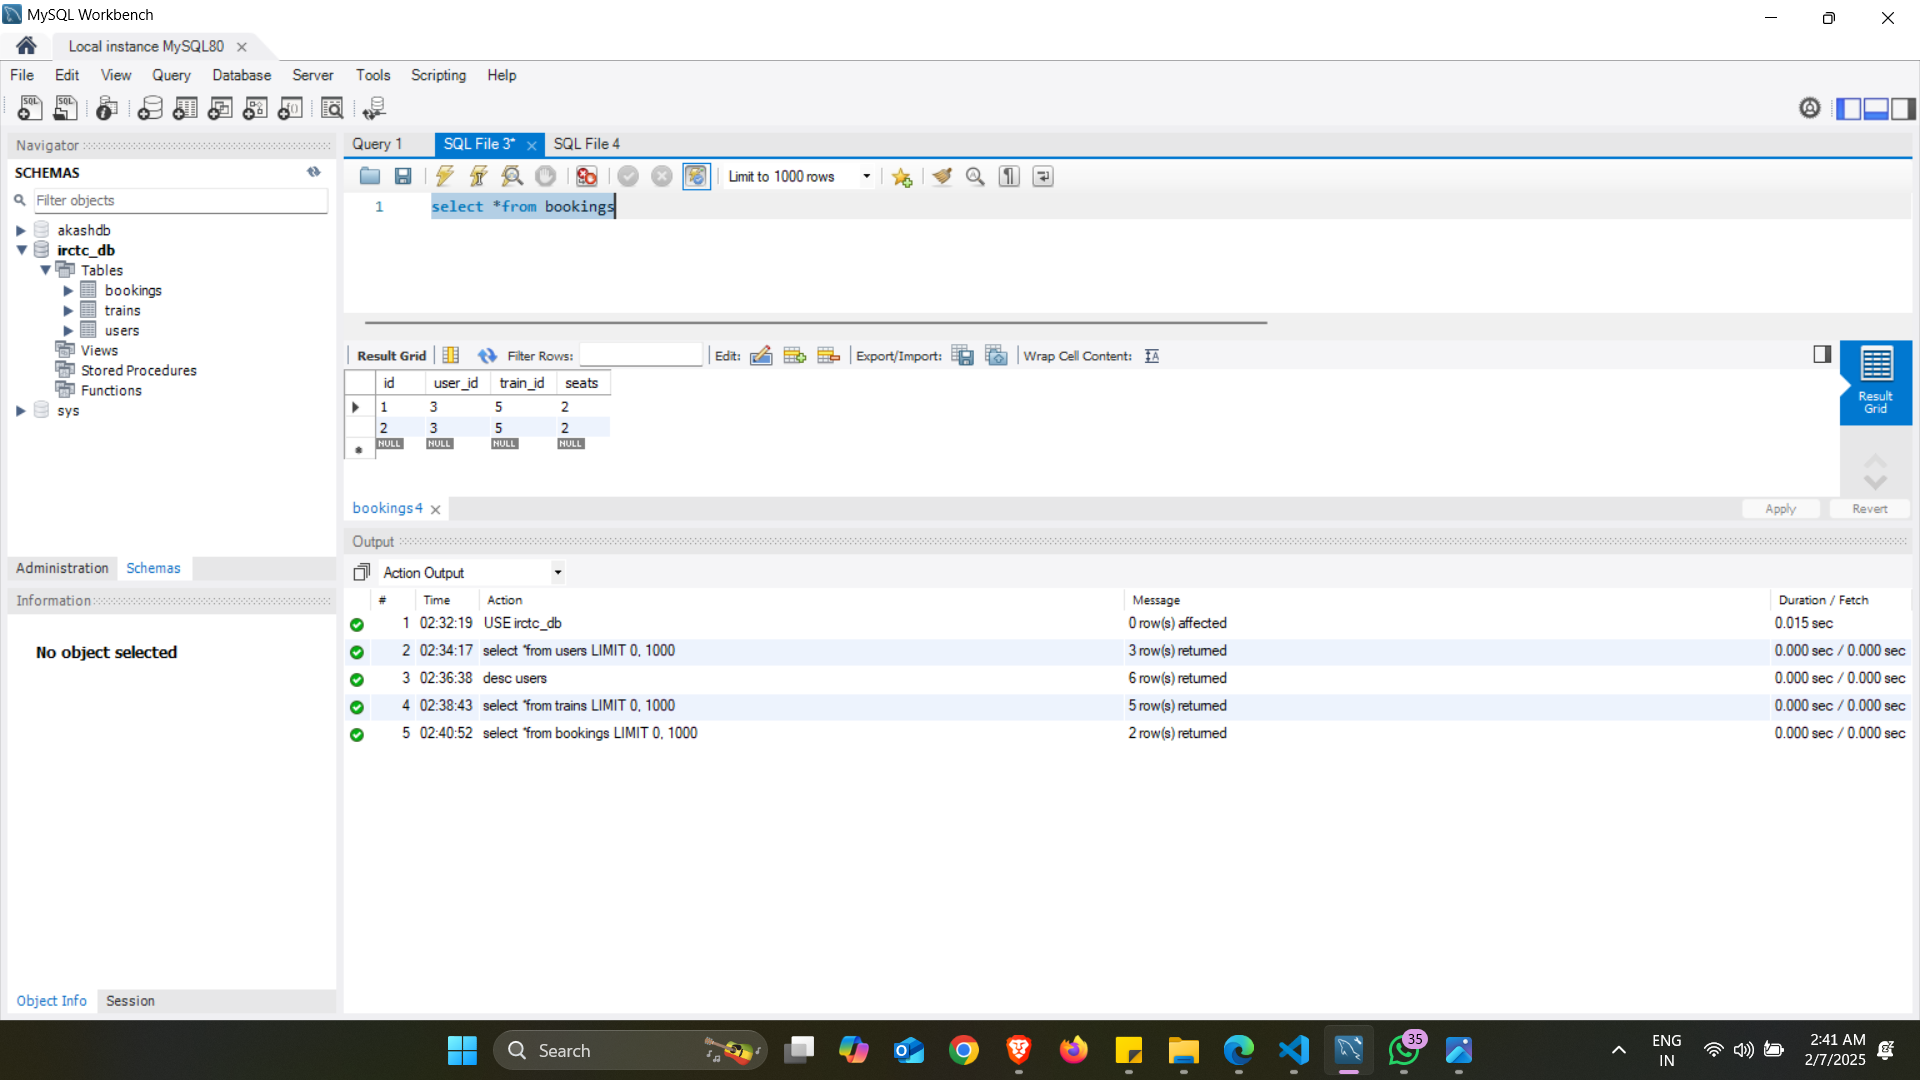 MySQL Workbench
Local instance MySQL80
File Edit View Query Database Server Tools Scripting Help
Navigator
SCHEMAS
Filter objects
akashdb
irctc_db
Tables
bookings
trains
users
Views
Stored Procedures
Functions
sys
Administration Schemas
Information
No object selected
Object Info Session
Query 1 SQL File 3* SQL File 4
Limit to 1000 rows
1 select *from bookings
Result Grid Filter Rows: Edit: Export/Import: Wrap Cell Content:
id user_id train_id seats
1 3 5 2
2 3 5 2
NULL NULL NULL NULL
Result
Grid
bookings4
Apply Revert
Output
Action Output
# Time Action Message Duration / Fetch
1 02:32:19 USE irctc_db 0 row(s) affected 0.015 sec
2 02:34:17 select *from users LIMIT 0, 1000 3 row(s) returned 0.000 sec / 0.000 sec
3 02:36:38 desc users 6 row(s) returned 0.000 sec / 0.000 sec
4 02:38:43 select *from trains LIMIT 0, 1000 5 row(s) returned 0.000 sec / 0.000 sec
5 02:40:52 select *from bookings LIMIT 0, 1000 2 row(s) returned 0.000 sec / 0.000 sec
Search
35
ENG
IN
2:41 AM
2/7/2025